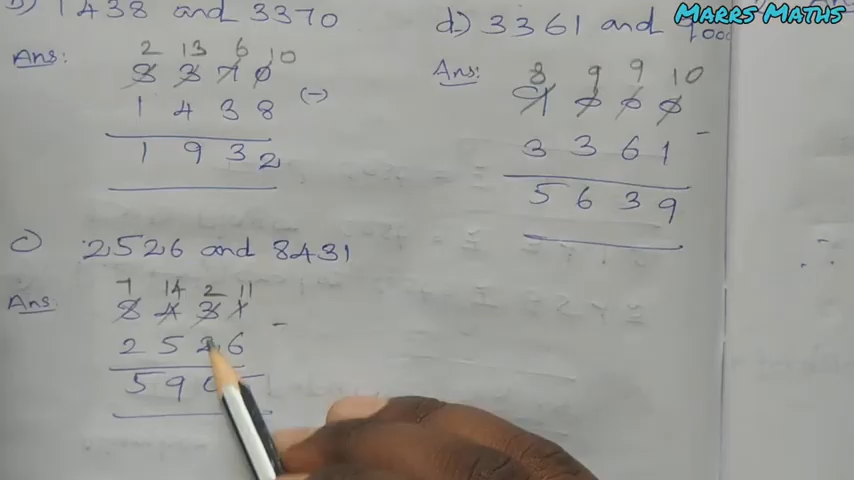 1438 and 3370
Ans:
2 13 6 10
3 3 7 0
1 4 3 8 (-)
1 9 3 2
c) 2526 and 8431
Ans:
7 14 2 11
8 4 3 1 -
2 5 2 6
5 9 0
MARRS MATHS
d) 3361 and 9000
Ans:
8 9 9 10
9 0 0 0 -
3 3 6 1
5 6 3 9